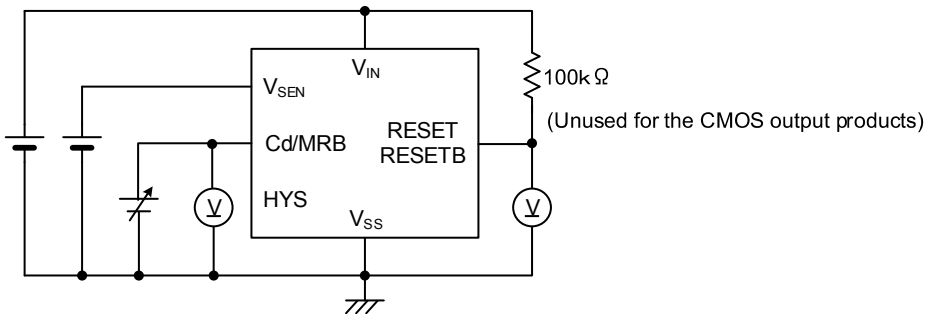 V_IN
V_SEN
100kΩ
(Unused for the CMOS output products)
Cd/MRB
RESET
RESETB
HYS
V
V
V_SS